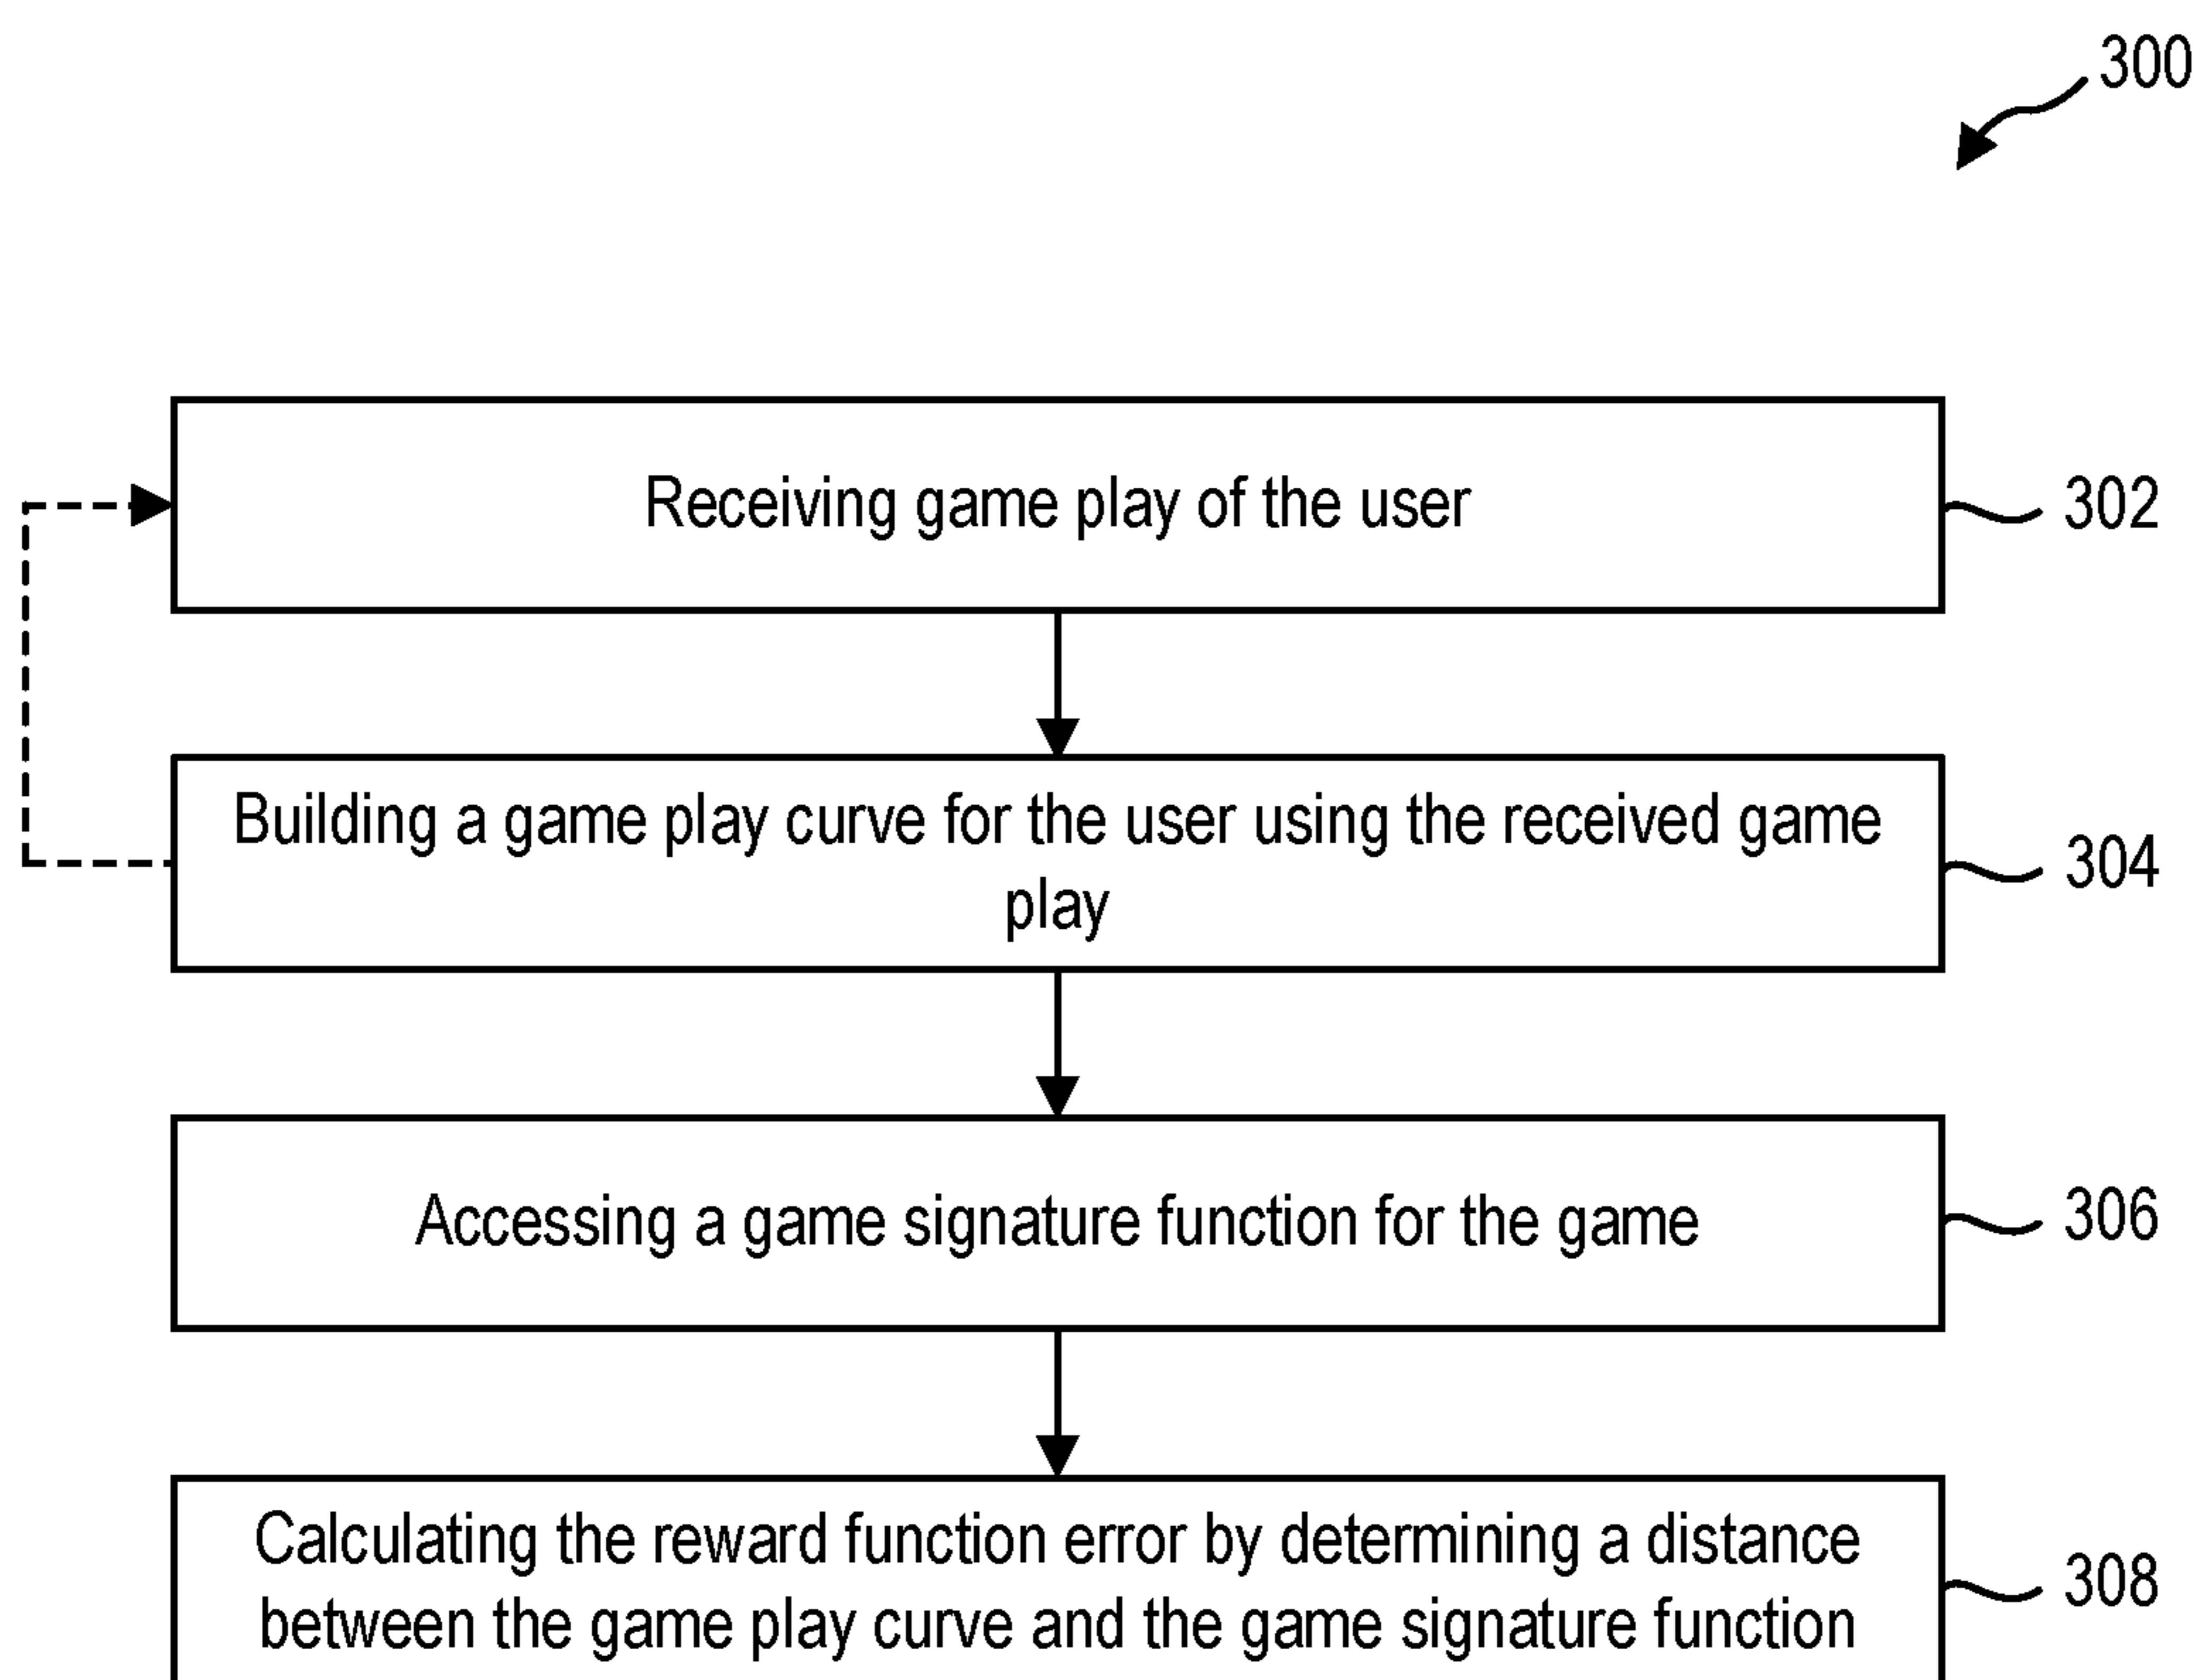 300
Receiving game play of the user
302
Building a game play curve for the user using the received game
play
304
Accessing a game signature function for the game
306
Calculating the reward function error by determining a distance
between the game play curve and the game signature function
308